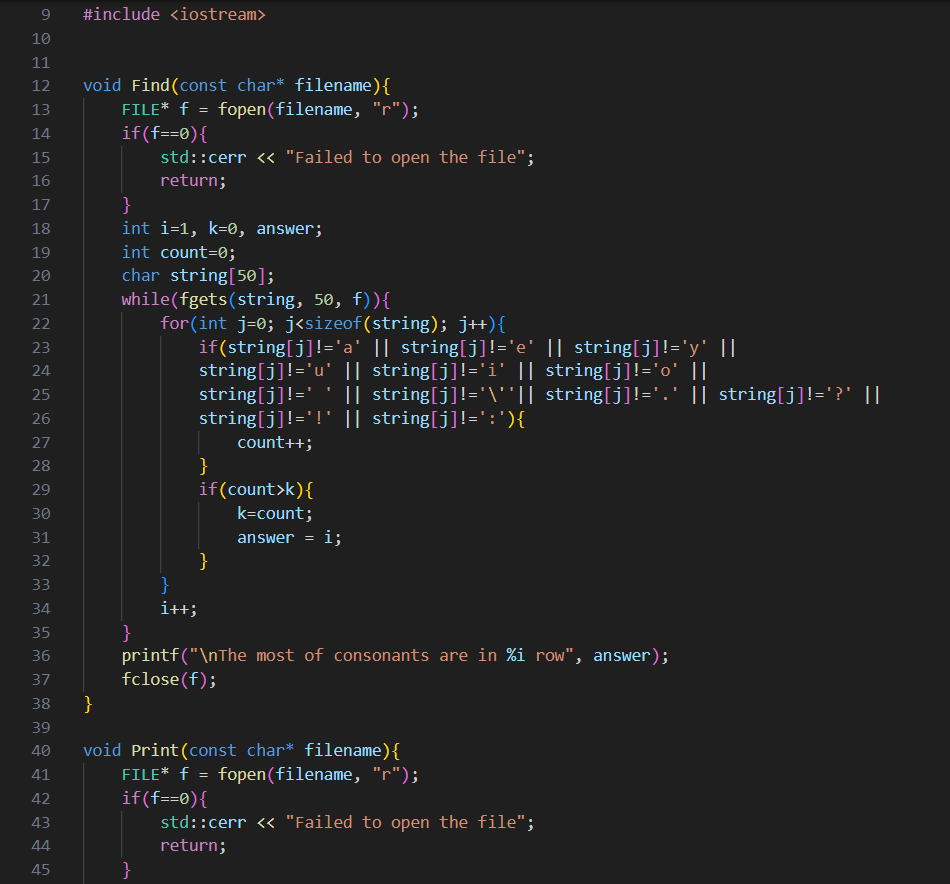 9 #include <iostream>
10
11
12 void Find(const char* filename){
13 FILE* f = fopen(filename, "r");
14 if(f==0){
15 std::cerr << "Failed to open the file";
16 return;
17 }
18 int i=1, k=0, answer;
19 int count=0;
20 char string[50];
21 while(fgets(string, 50, f)){
22 for(int j=0; j<sizeof(string); j++){
23 if(string[j]!='a' || string[j]!='e' || string[j]!='y' ||
24 string[j]!='u' || string[j]!='i' || string[j]!='o' ||
25 string[j]!=' ' || string[j]!='\''|| string[j]!='.' || string[j]!='?' ||
26 string[j]!='!' || string[j]!=':'){
27 count++;
28 }
29 if(count>k){
30 k=count;
31 answer = i;
32 }
33 }
34 i++;
35 }
36 printf("\nThe most of consonants are in %i row", answer);
37 fclose(f);
38 }
39
40 void Print(const char* filename){
41 FILE* f = fopen(filename, "r");
42 if(f==0){
43 std::cerr << "Failed to open the file";
44 return;
45 }